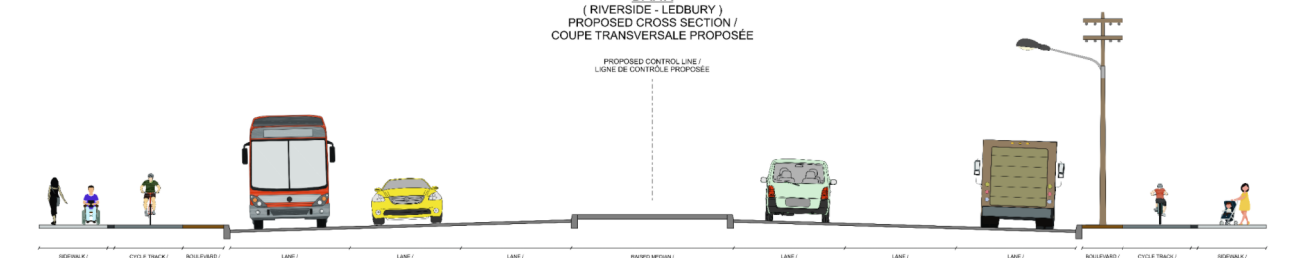 ( RIVERSIDE - LEDBURY )
PROPOSED CROSS SECTION /
COUPE TRANSVERSALE PROPOSÉE
PROPOSED CONTROL LINE /
LIGNE DE CONTRÔLE PROPOSÉE
SIDEWALK / CYCLE TRACK / BOULEVARD / LANE / LANE / LANE / RAISED MEDIAN / LANE / LANE / LANE / BOULEVARD / CYCLE TRACK / SIDEWALK /